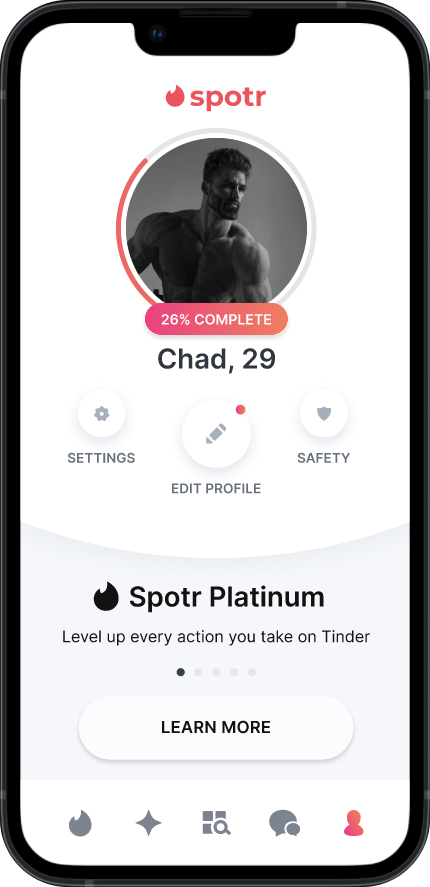 spotr
26% COMPLETE
Chad, 29
SETTINGS
SAFETY
EDIT PROFILE
Spotr Platinum
Level up every action you take on Tinder
LEARN MORE